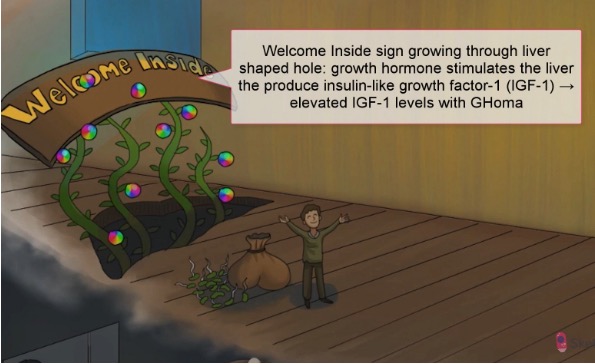 Welcome Inside
Welcome Inside sign growing through liver
shaped hole: growth hormone stimulates the liver
the produce insulin-like growth factor-1 (IGF-1) →
elevated IGF-1 levels with GHoma